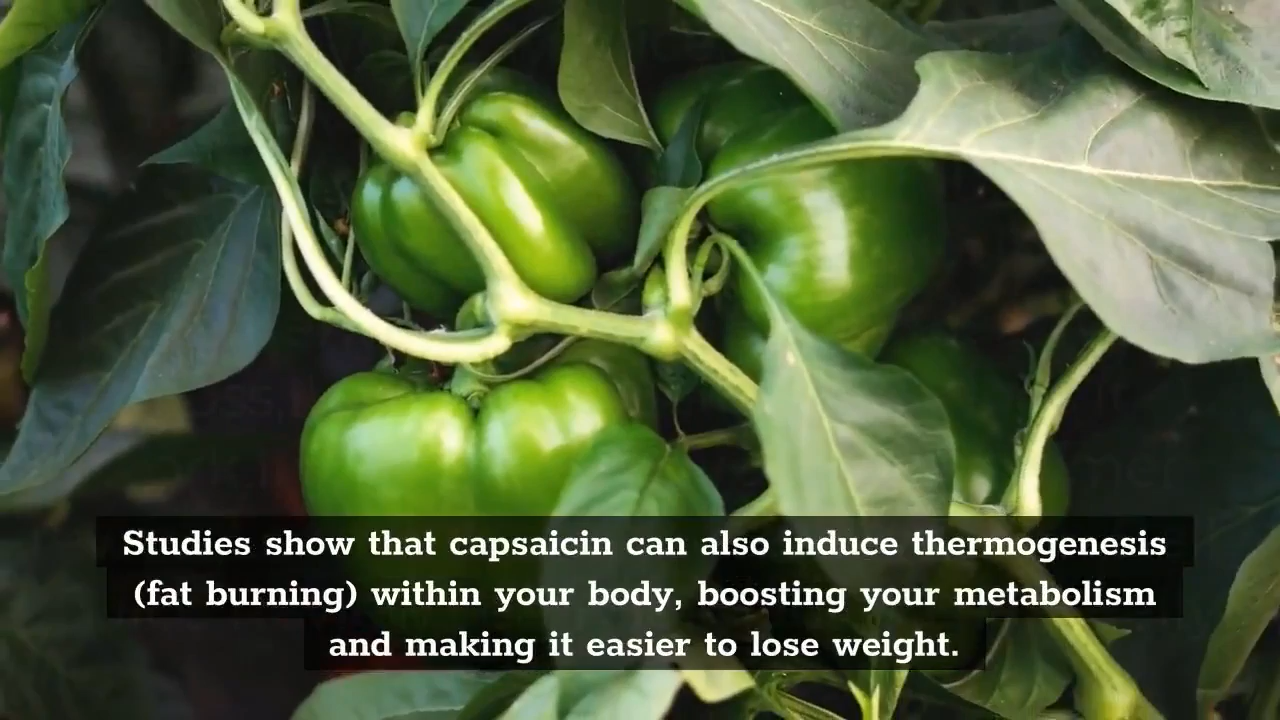 Studies show that capsaicin can also induce thermogenesis
(fat burning) within your body, boosting your metabolism
and making it easier to lose weight.